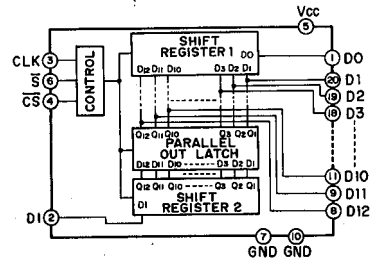 Vcc
5
SHIFT
REGISTER 1
DO
1 DO
CLK 3
S̅ 6
C̅S̅ 4
CONTROL
D12 D11 D10 D3 D2 D1
20 D1
19 D2
18 D3
Q12 Q11 Q10 Q3 Q2 Q1
PARALLEL
OUT LATCH
D12 D11 D10 D3 D2 D1
11 D10
9 D11
8 D12
Q12 Q11 Q10 Q3 Q2 Q1
DI
SHIFT
REGISTER 2
DI 2
7 10
GND GND